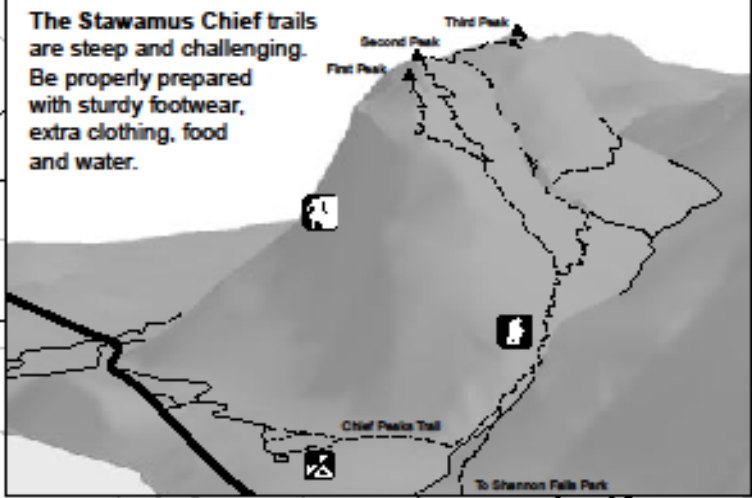 The Stawamus Chief trails
are steep and challenging.
Be properly prepared
with sturdy footwear,
extra clothing, food
and water.
Third Peak
Second Peak
First Peak
Chief Peaks Trail
To Shannon Falls Park